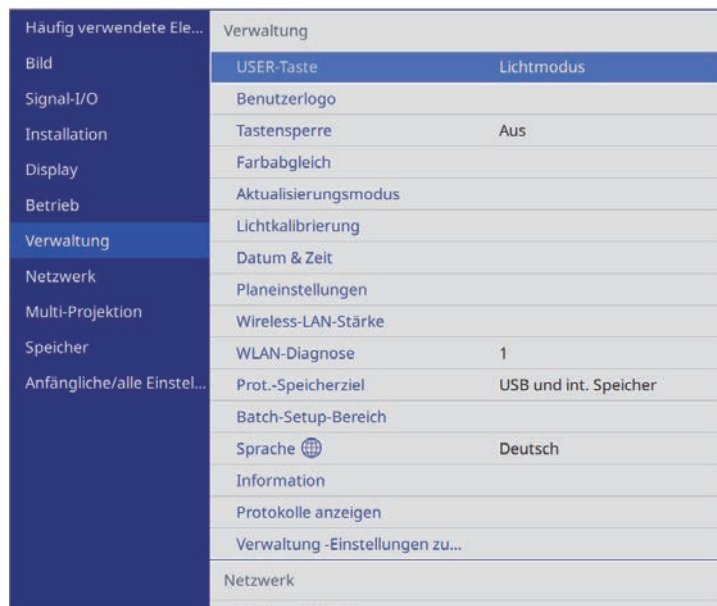 Häufig verwendete Ele...
Bild
Signal-I/O
Installation
Display
Betrieb
Verwaltung
Netzwerk
Multi-Projektion
Speicher
Anfängliche/alle Einstel...
Verwaltung
USER-Taste Lichtmodus
Benutzerlogo
Tastensperre Aus
Farbabgleich
Aktualisierungsmodus
Lichtkalibrierung
Datum & Zeit
Planeinstellungen
Wireless-LAN-Stärke
WLAN-Diagnose 1
Prot.-Speicherziel USB und int. Speicher
Batch-Setup-Bereich
Sprache Deutsch
Information
Protokolle anzeigen
Verwaltung -Einstellungen zu...
Netzwerk